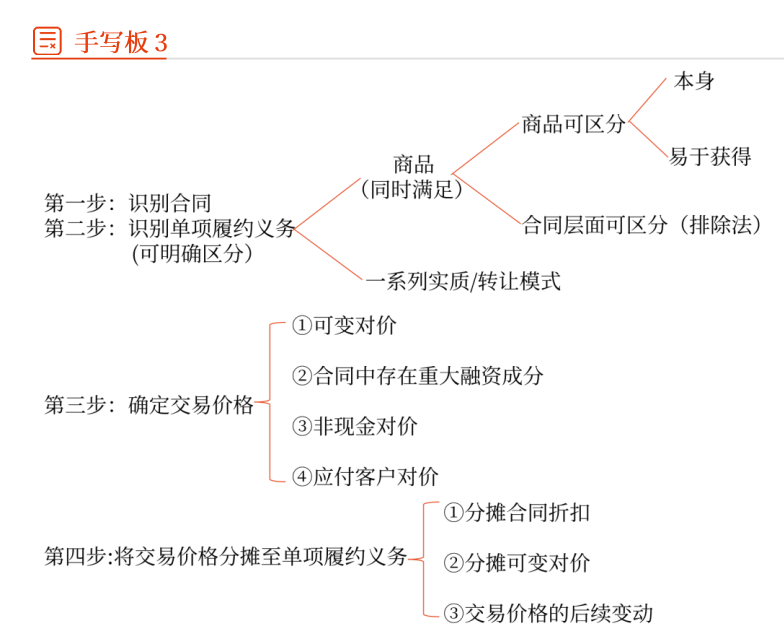 手写板 3
本身
商品可区分
易于获得
商品
（同时满足）
第一步：识别合同
第二步：识别单项履约义务
(可明确区分）
合同层面可区分（排除法）
一系列实质/转让模式
①可变对价
②合同中存在重大融资成分
第三步：确定交易价格
③非现金对价
④应付客户对价
①分摊合同折扣
第四步:将交易价格分摊至单项履约义务
②分摊可变对价
③交易价格的后续变动